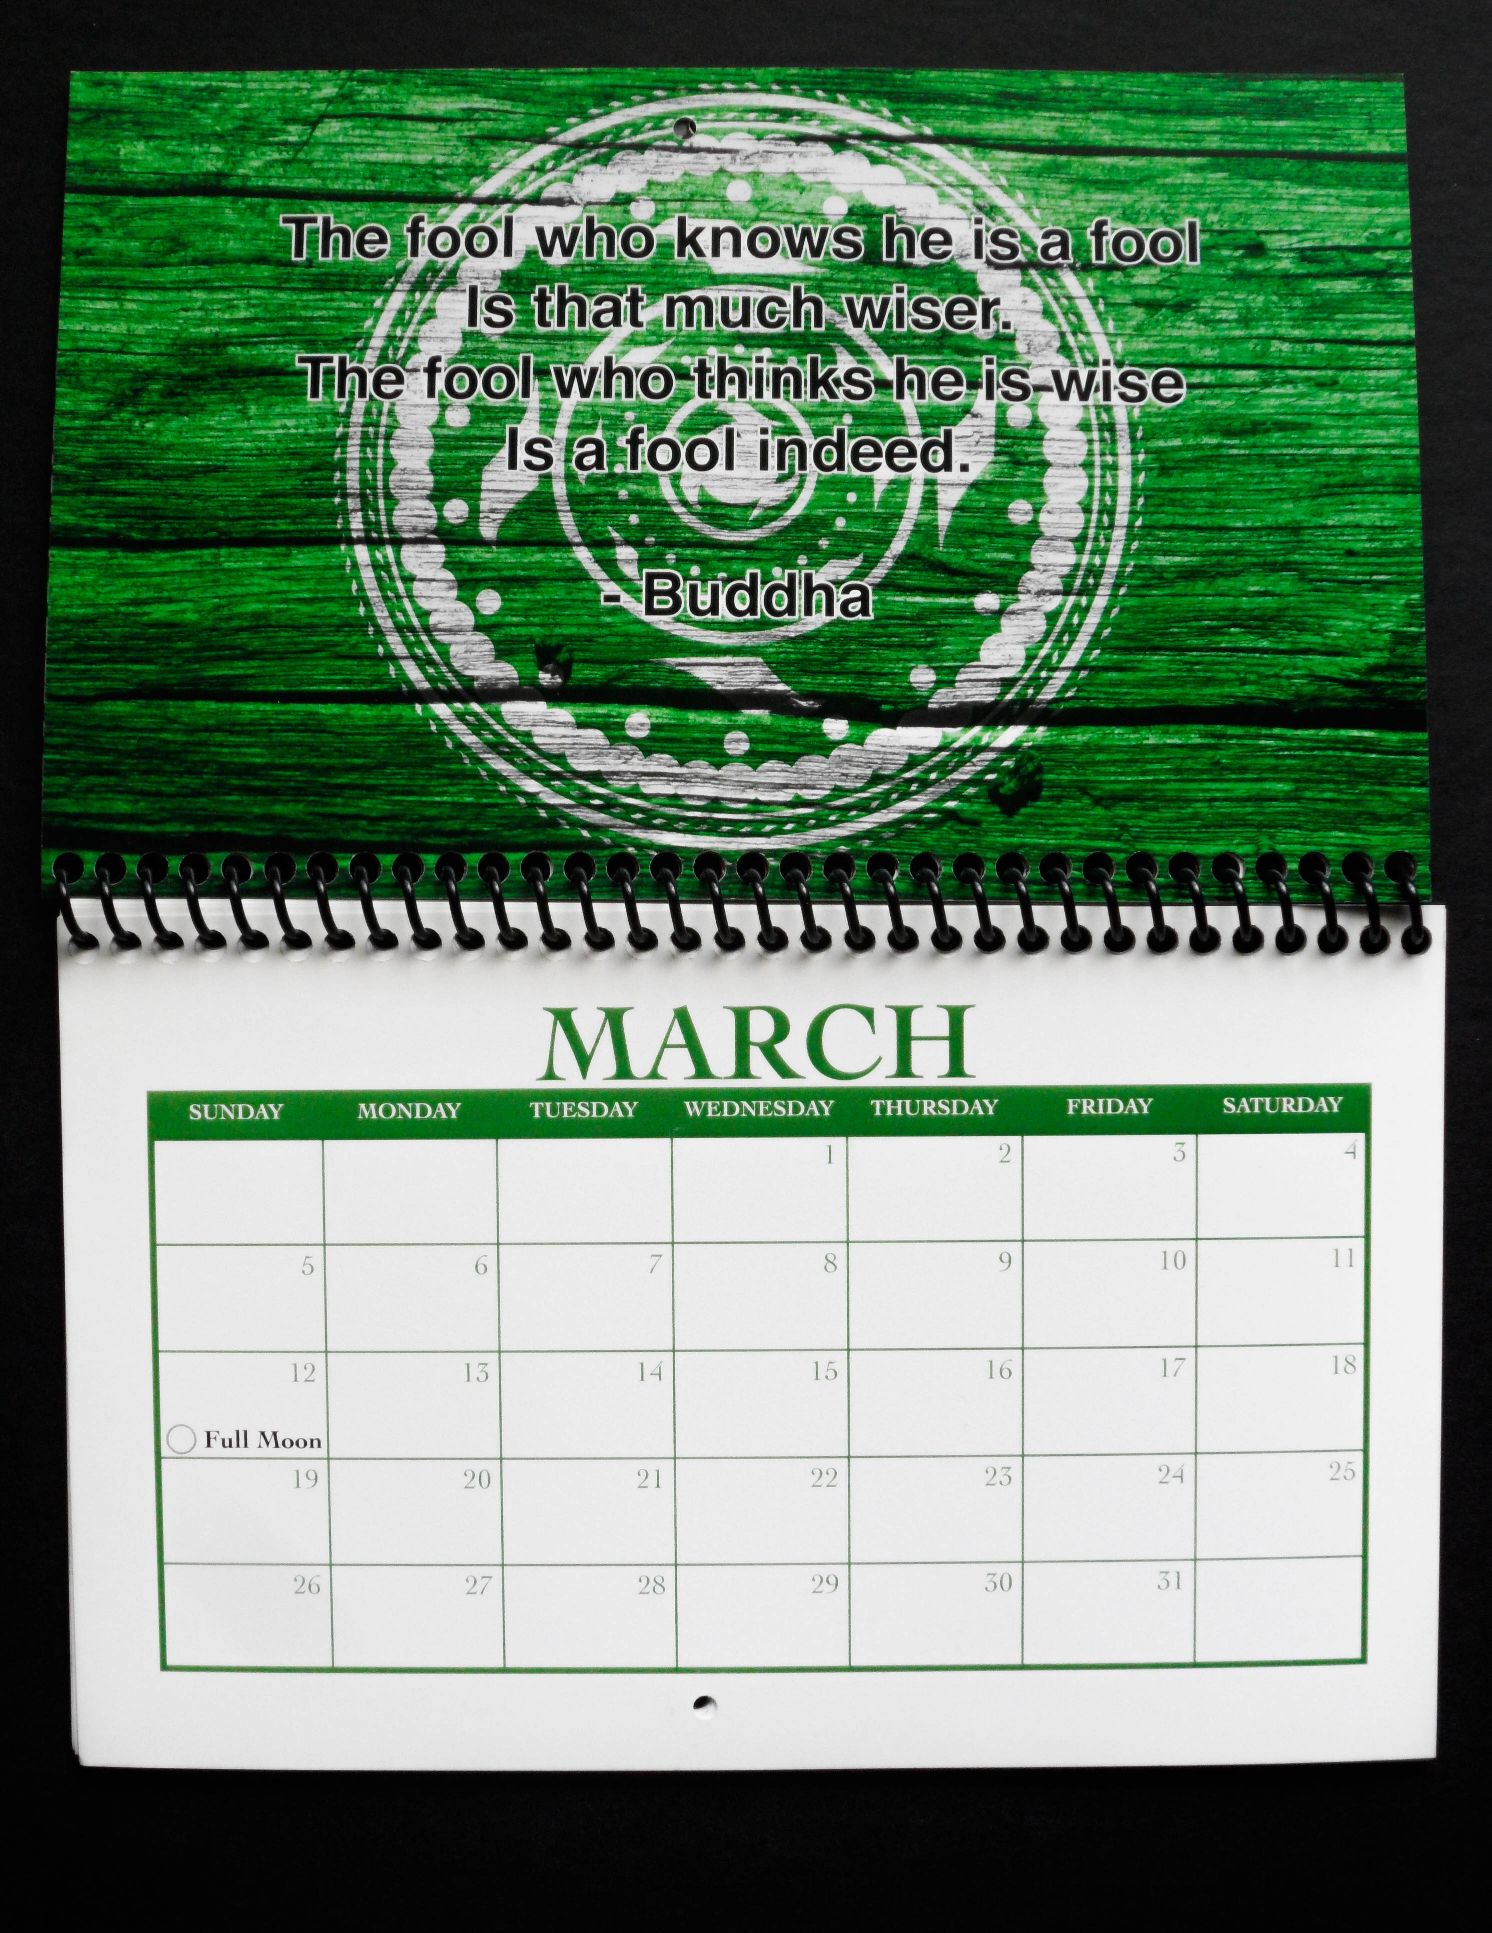 The fool who knows he is a fool
Is that much wiser.
The fool who thinks he is wise
Is a fool indeed.
- Buddha
MARCH
SUNDAY MONDAY TUESDAY WEDNESDAY THURSDAY FRIDAY SATURDAY
1 2 3 4
5 6 7 8 9 10 11
12 13 14 15 16 17 18
Full Moon
19 20 21 22 23 24 25
26 27 28 29 30 31